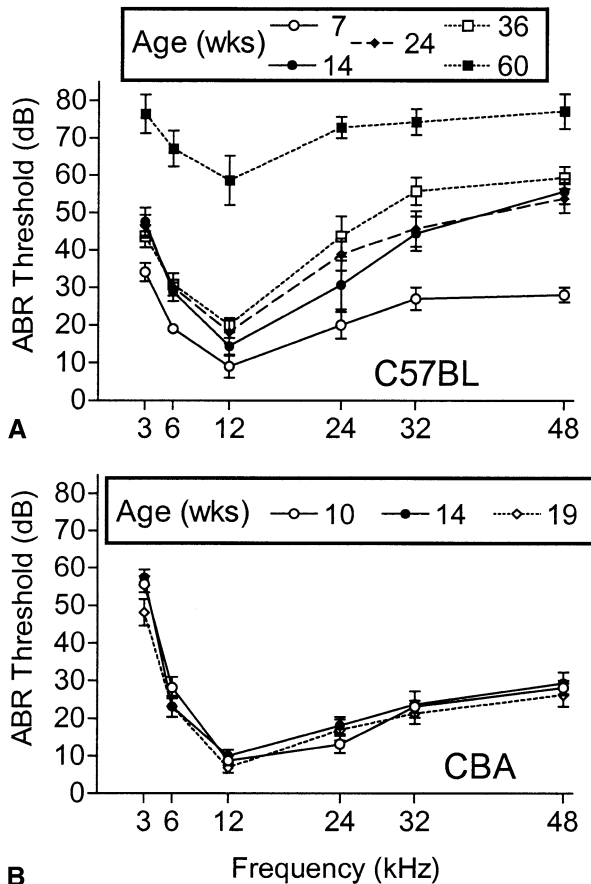 Age (wks) 7 14 24 36 60
ABR Threshold (dB)
80
70
60
50
40
30
20
10
0
C57BL
3 6 12 24 32 48
A
Age (wks) 10 14 19
ABR Threshold (dB)
80
70
60
50
40
30
20
10
0
CBA
3 6 12 24 32 48
Frequency (kHz)
B